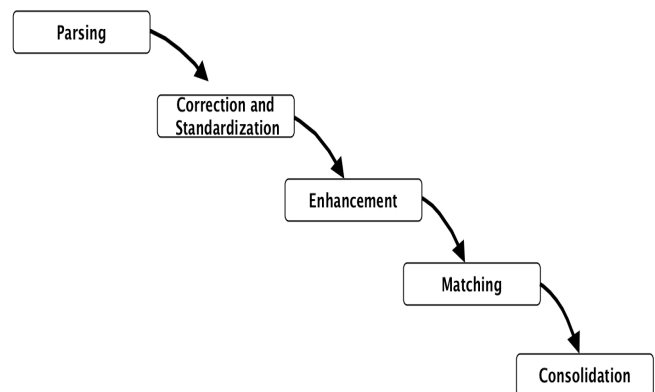 Parsing
Correction and
Standardization
Enhancement
Matching
Consolidation